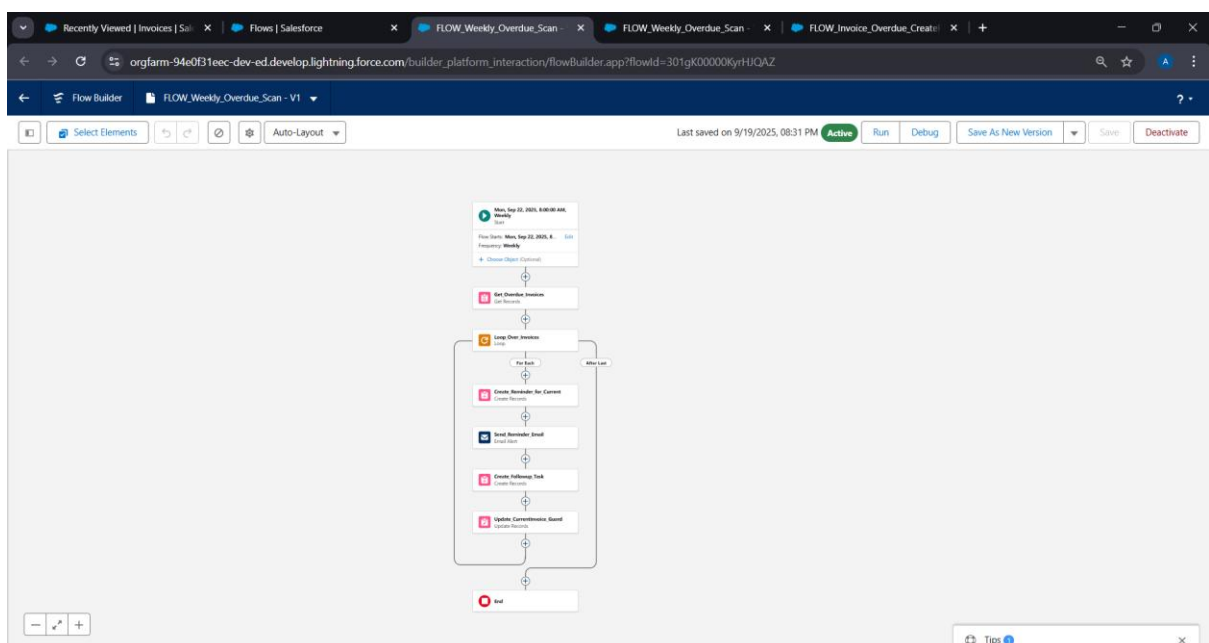 Recently Viewed | Invoices | Sal
Flows | Salesforce
FLOW_Weekly_Overdue_Scan -
FLOW_Weekly_Overdue_Scan -
FLOW_Invoice_Overdue_Create
orgfarm-94e0f31eec-dev-ed.develop.lightning.force.com/builder_platform_interaction/flowBuilder.app?flowId=301gK00000KyrHJQAZ
A
Flow Builder
FLOW_Weekly_Overdue_Scan - V1
?
Select Elements
Auto-Layout
Last saved on 9/19/2025, 08:31 PM
Active
Run
Debug
Save As New Version
Save
Deactivate
Mon, Sep 22, 2025, 8:00:00 AM,
Weekly
Start
Flow Starts: Mon, Sep 22, 2025, 8...
Edit
Frequency: Weekly
+ Choose Object (Optional)
Get_Overdue_Invoices
Get Records
Loop_Over_Invoices
Loop
For Each
After Last
Create_Reminder_for_Current
Create Records
Send_Reminder_Email
Email Alert
Create_Followup_Task
Create Records
Update_CurrentInvoice_Guard
Update Records
End
Tips 1